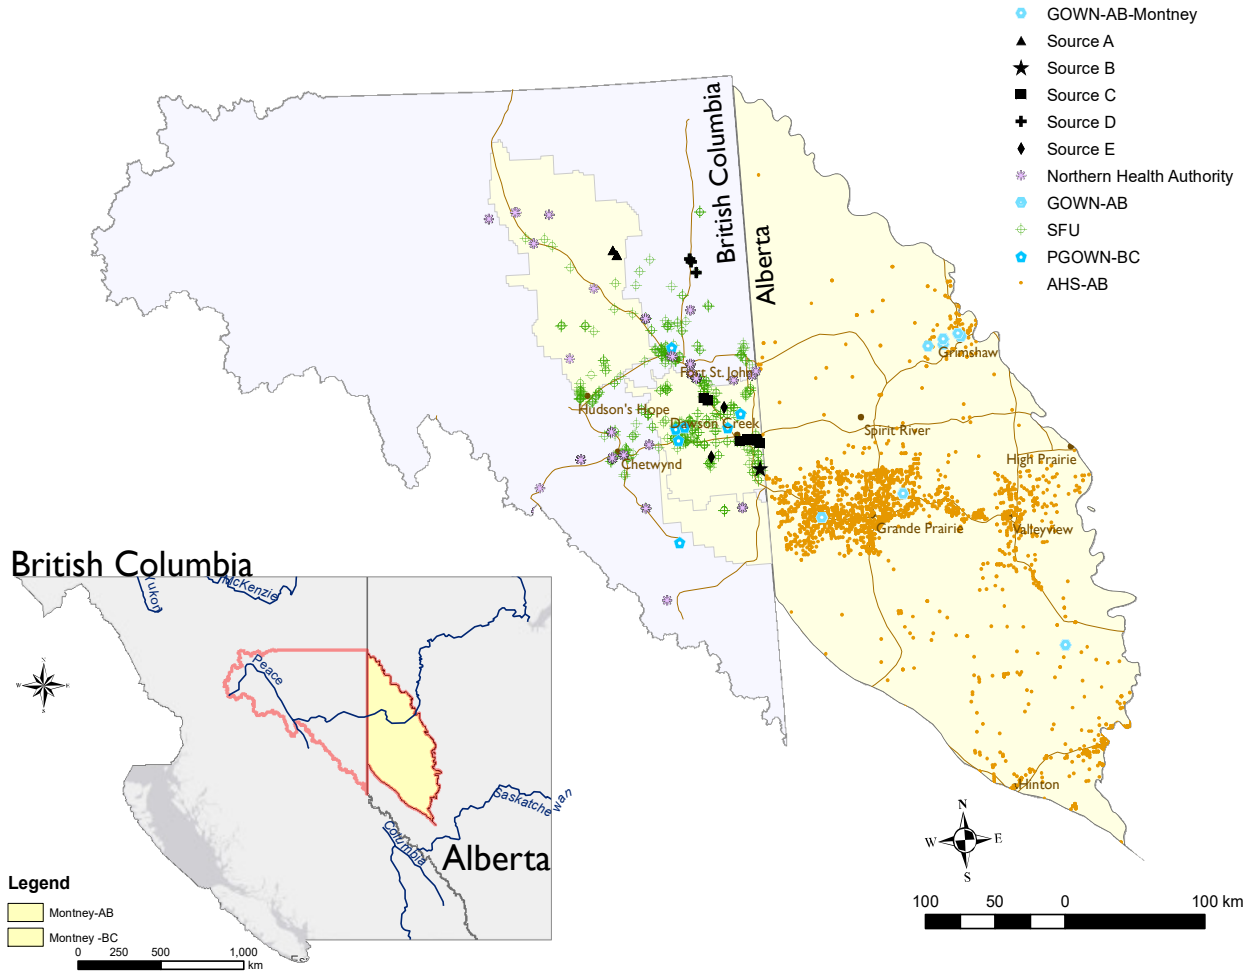 GOWN-AB-Montney
Source A
Source B
Source C
Source D
Source E
Northern Health Authority
GOWN-AB
SFU
PGOWN-BC
AHS-AB
British Columbia
Alberta
Grimshaw
Fort St. John
Hudson's Hope
Dawson Creek
Spirit River
High Prairie
Chetwynd
Grande Prairie
Valleyview
Hinton
British Columbia
Yukon
McKenzie
Peace
Saskatchewan
Columbia
Alberta
N
W E
S
N
W E
S
Legend
Montney-AB
Montney -BC
0 250 500 1,000
km
100 50 0 100 km